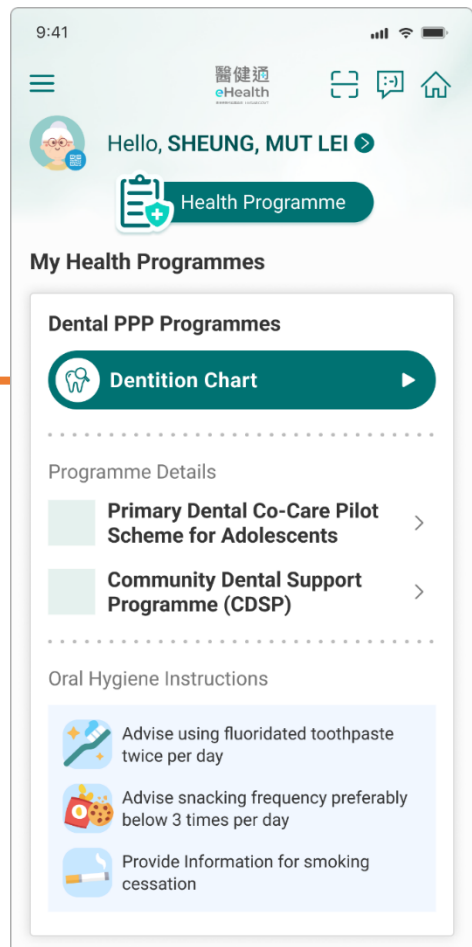 9:41
醫健通
eHealth
Hello, SHEUNG, MUT LEI
Health Programme
My Health Programmes
Dental PPP Programmes
Dentition Chart
Programme Details
Primary Dental Co-Care Pilot
Scheme for Adolescents
Community Dental Support
Programme (CDSP)
Oral Hygiene Instructions
Advise using fluoridated toothpaste
twice per day
Advise snacking frequency preferably
below 3 times per day
Provide Information for smoking
cessation